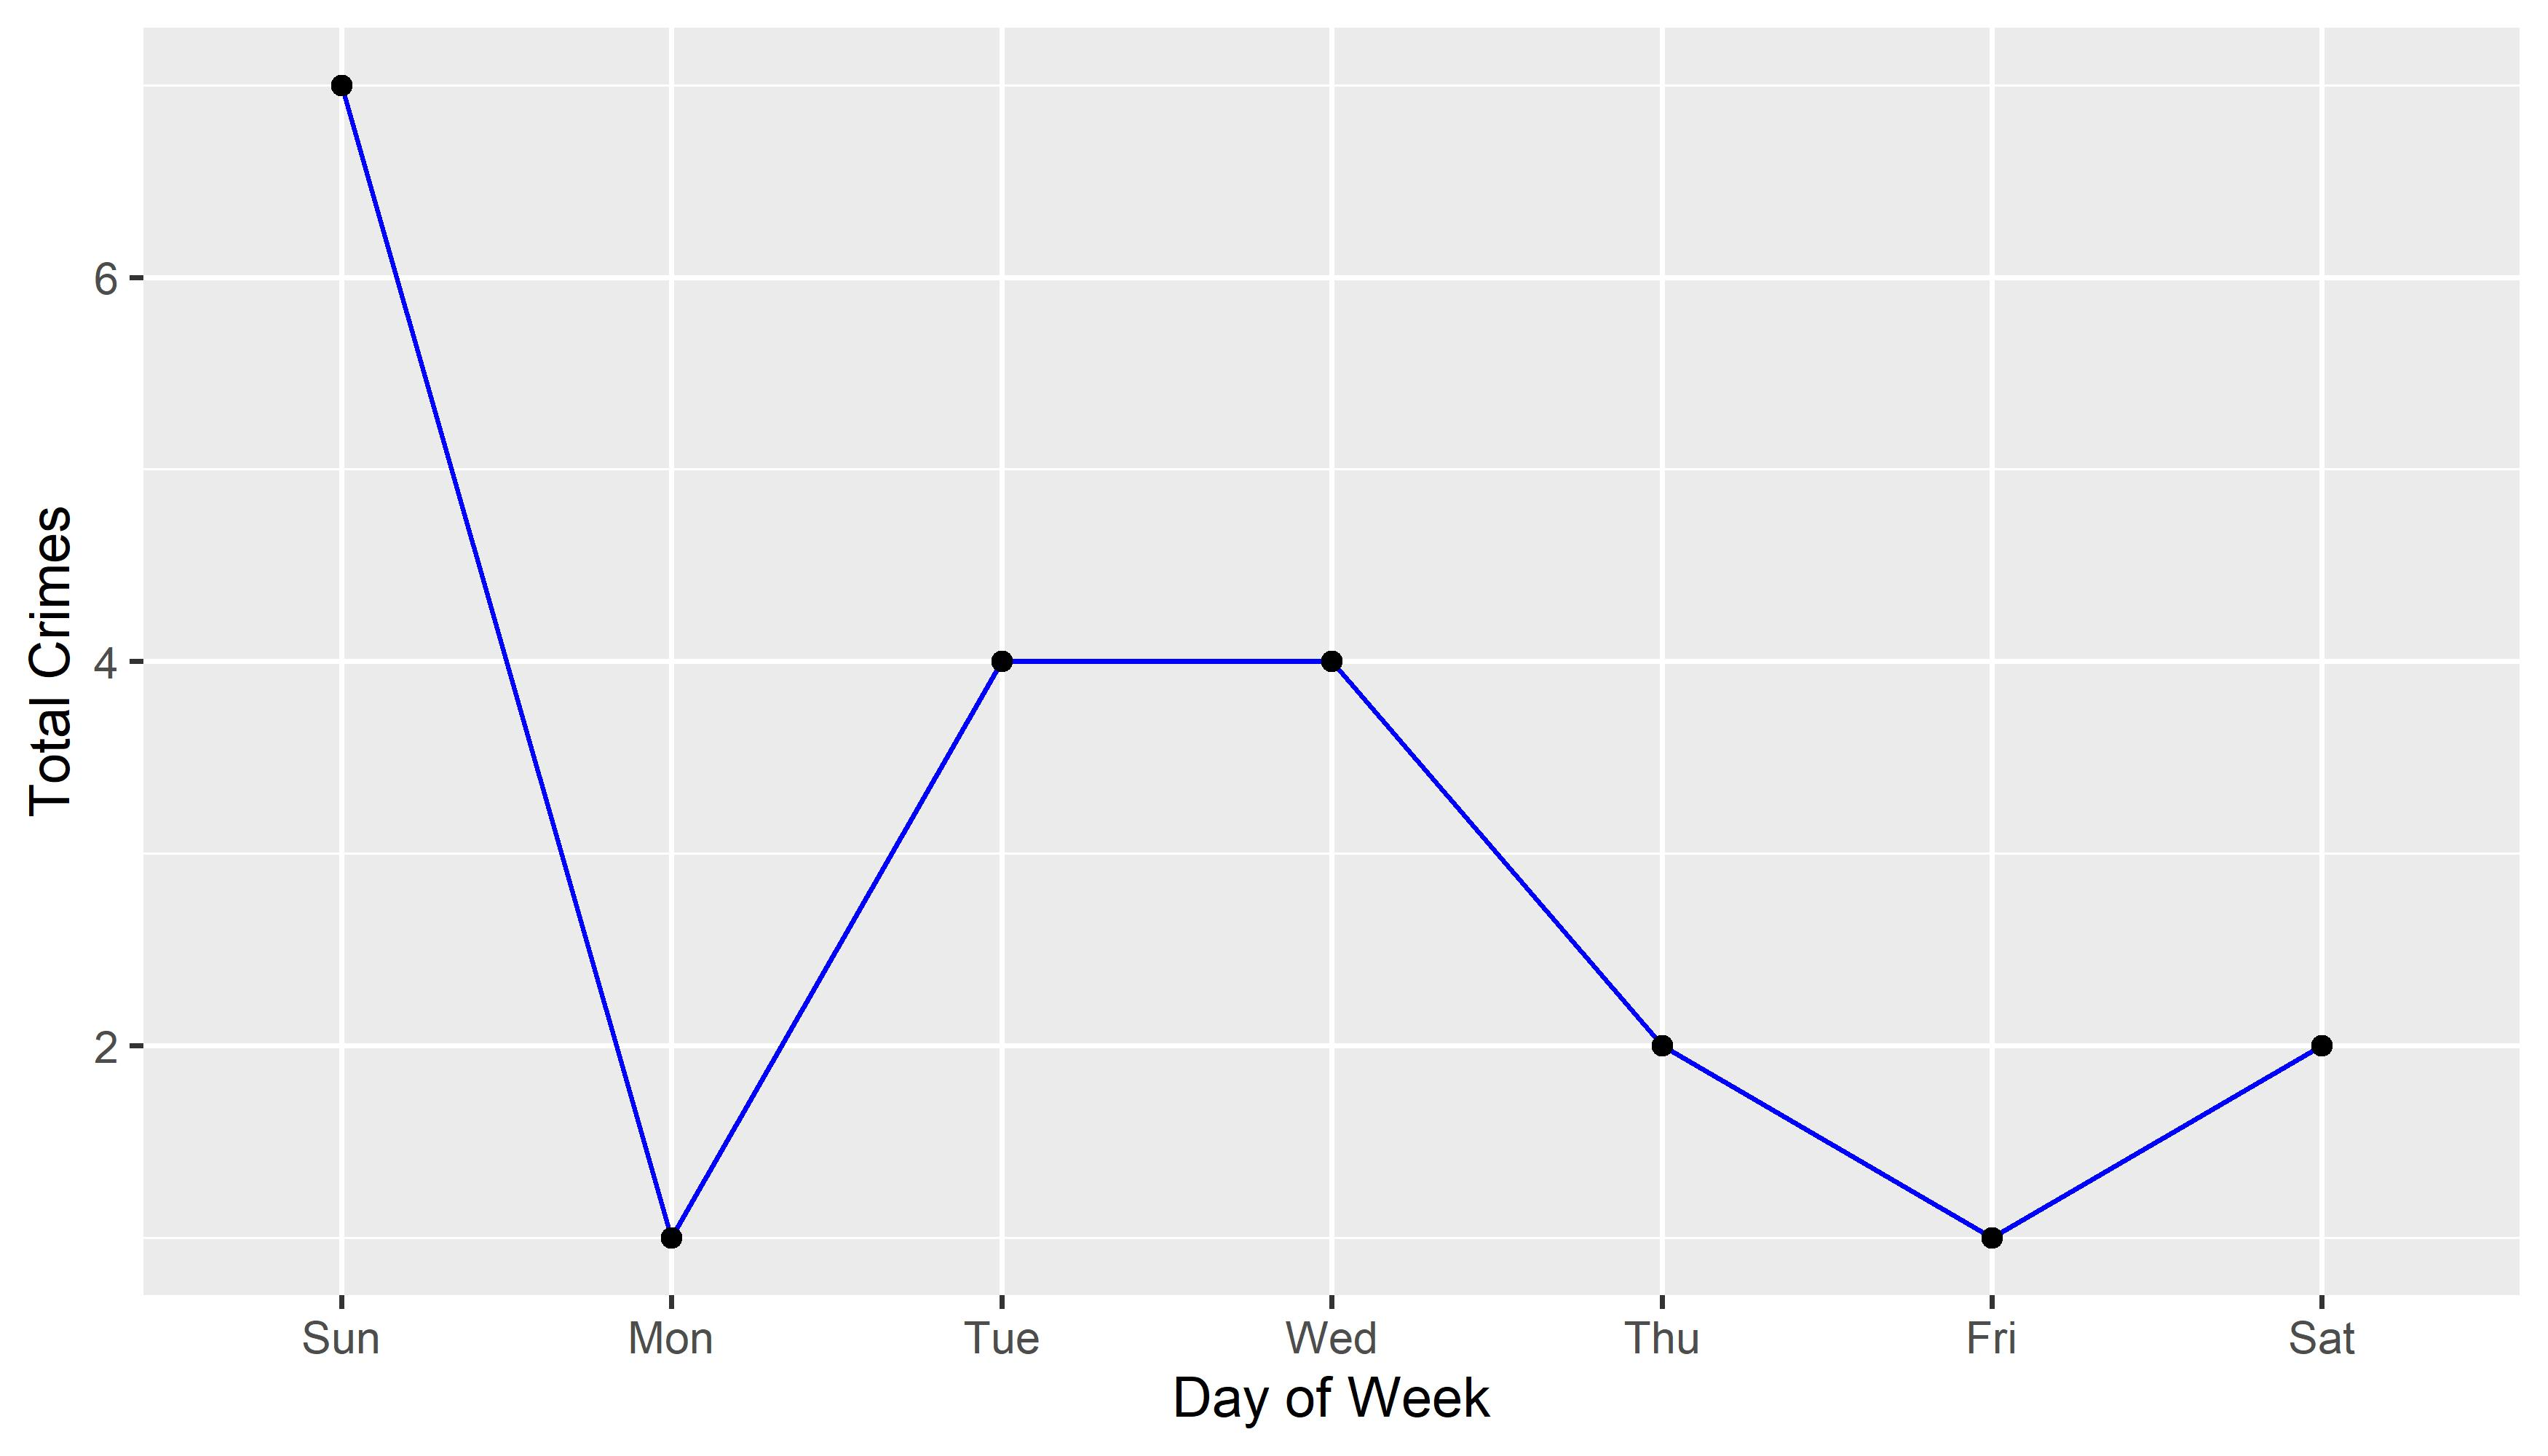 Total Crimes
6
4
2
Sun Mon Tue Wed Thu Fri Sat
Day of Week